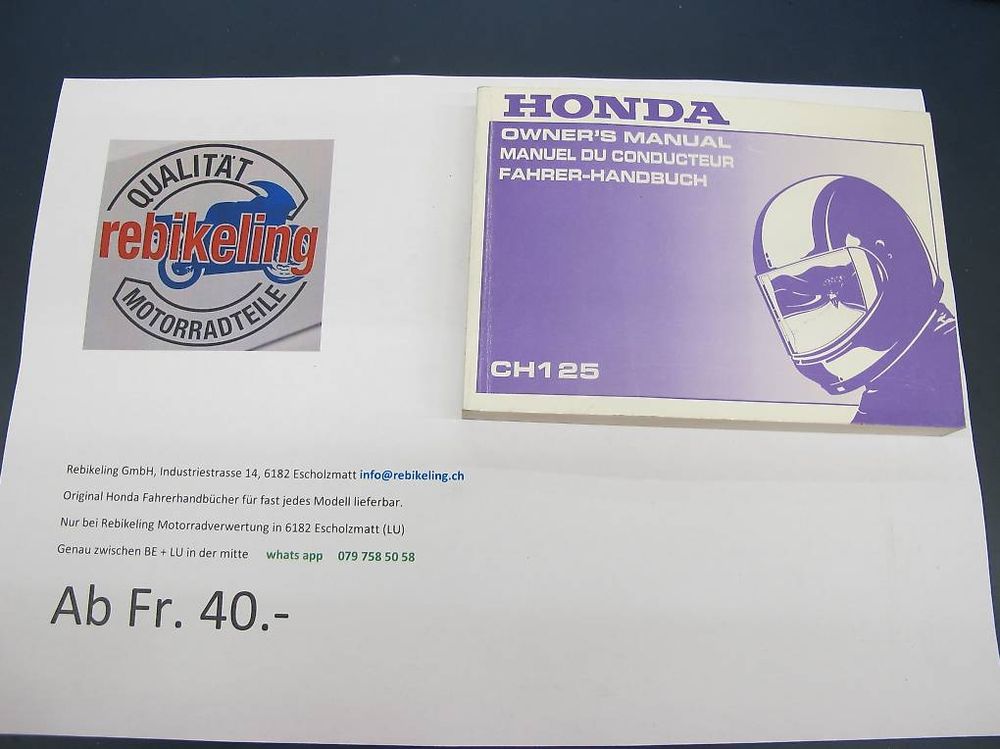 QUALITÄT
rebikeling
MOTORRADTEILE
HONDA
OWNER'S MANUAL
MANUEL DU CONDUCTEUR
FAHRER-HANDBUCH
CH125
Rebikeling GmbH, Industriestrasse 14, 6182 Escholzmatt info@rebikeling.ch
Original Honda Fahrerhandbücher für fast jedes Modell lieferbar.
Nur bei Rebikeling Motorradverwertung in 6182 Escholzmatt (LU)
Genau zwischen BE + LU in der mitte whats app 079 758 50 58
Ab Fr. 40.-